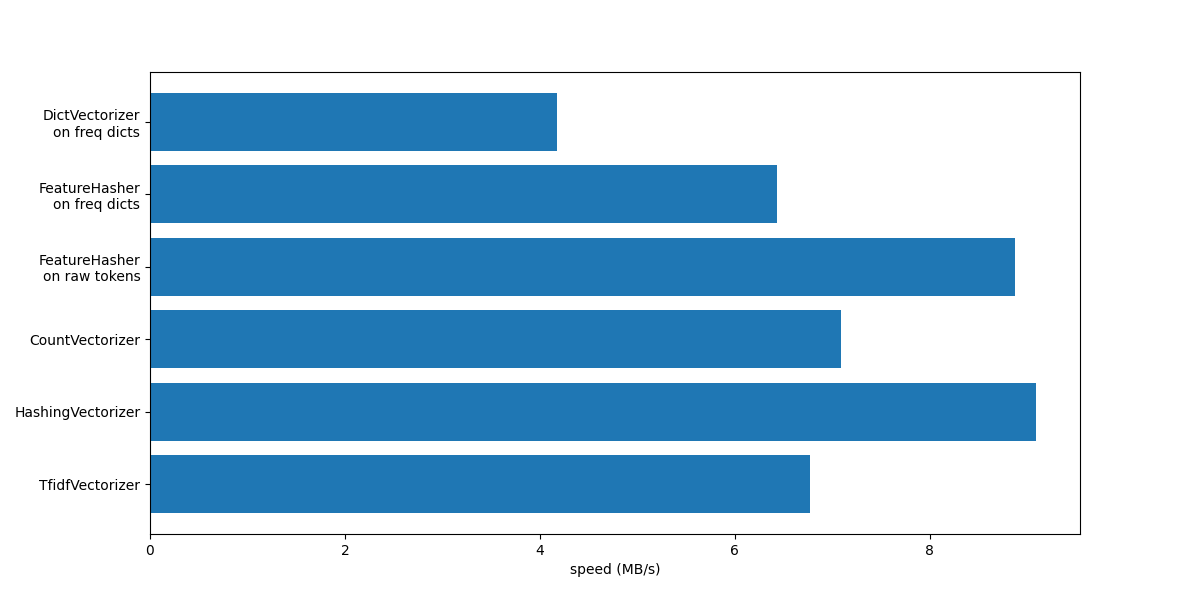 DictVectorizer
on freq dicts
FeatureHasher
on freq dicts
FeatureHasher
on raw tokens
CountVectorizer
HashingVectorizer
TfidfVectorizer
0 2 4 6 8
speed (MB/s)